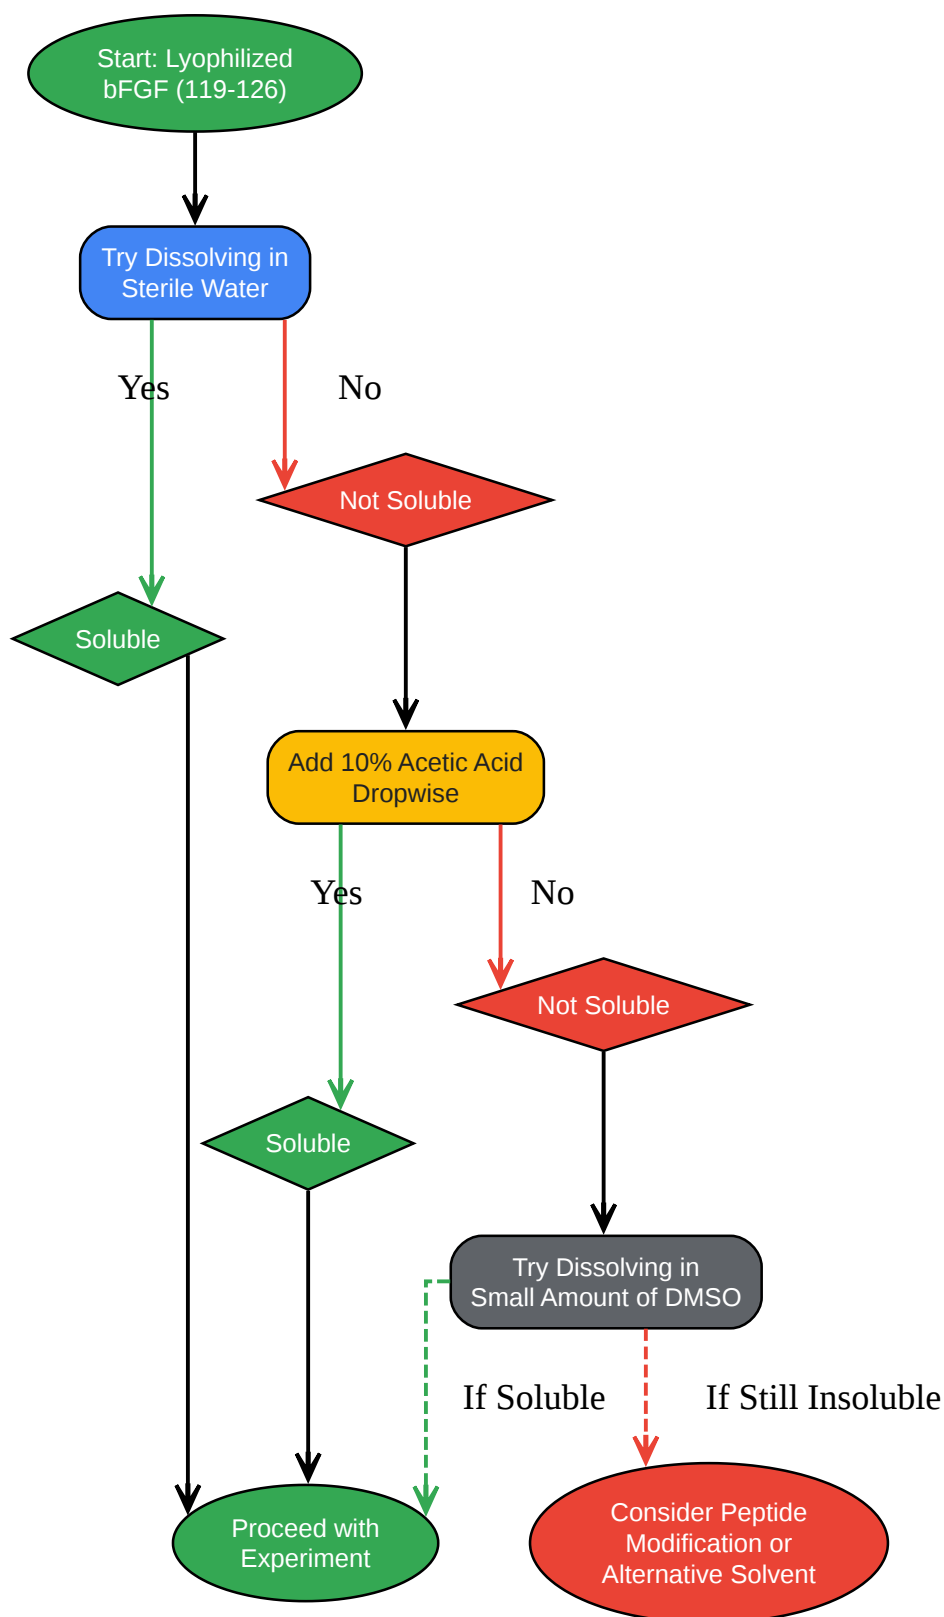 Start: Lyophilized
bFGF (119-126)
Try Dissolving in
Sterile Water
Yes
No
Not Soluble
Soluble
Add 10% Acetic Acid
Dropwise
Yes
No
Not Soluble
Soluble
Try Dissolving in
Small Amount of DMSO
If Soluble
If Still Insoluble
Proceed with
Experiment
Consider Peptide
Modification or
Alternative Solvent